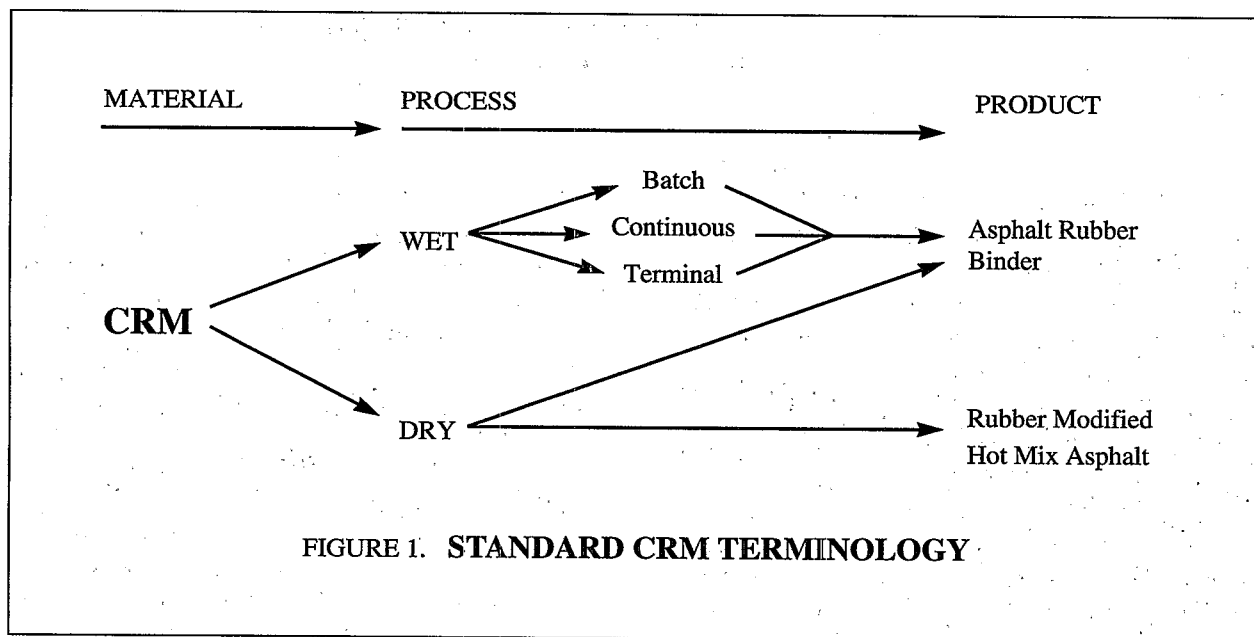 MATERIAL PROCESS PRODUCT
Batch
WET Continuous Asphalt Rubber
Terminal Binder
CRM
DRY Rubber Modified
Hot Mix Asphalt
FIGURE 1. STANDARD CRM TERMINOLOGY